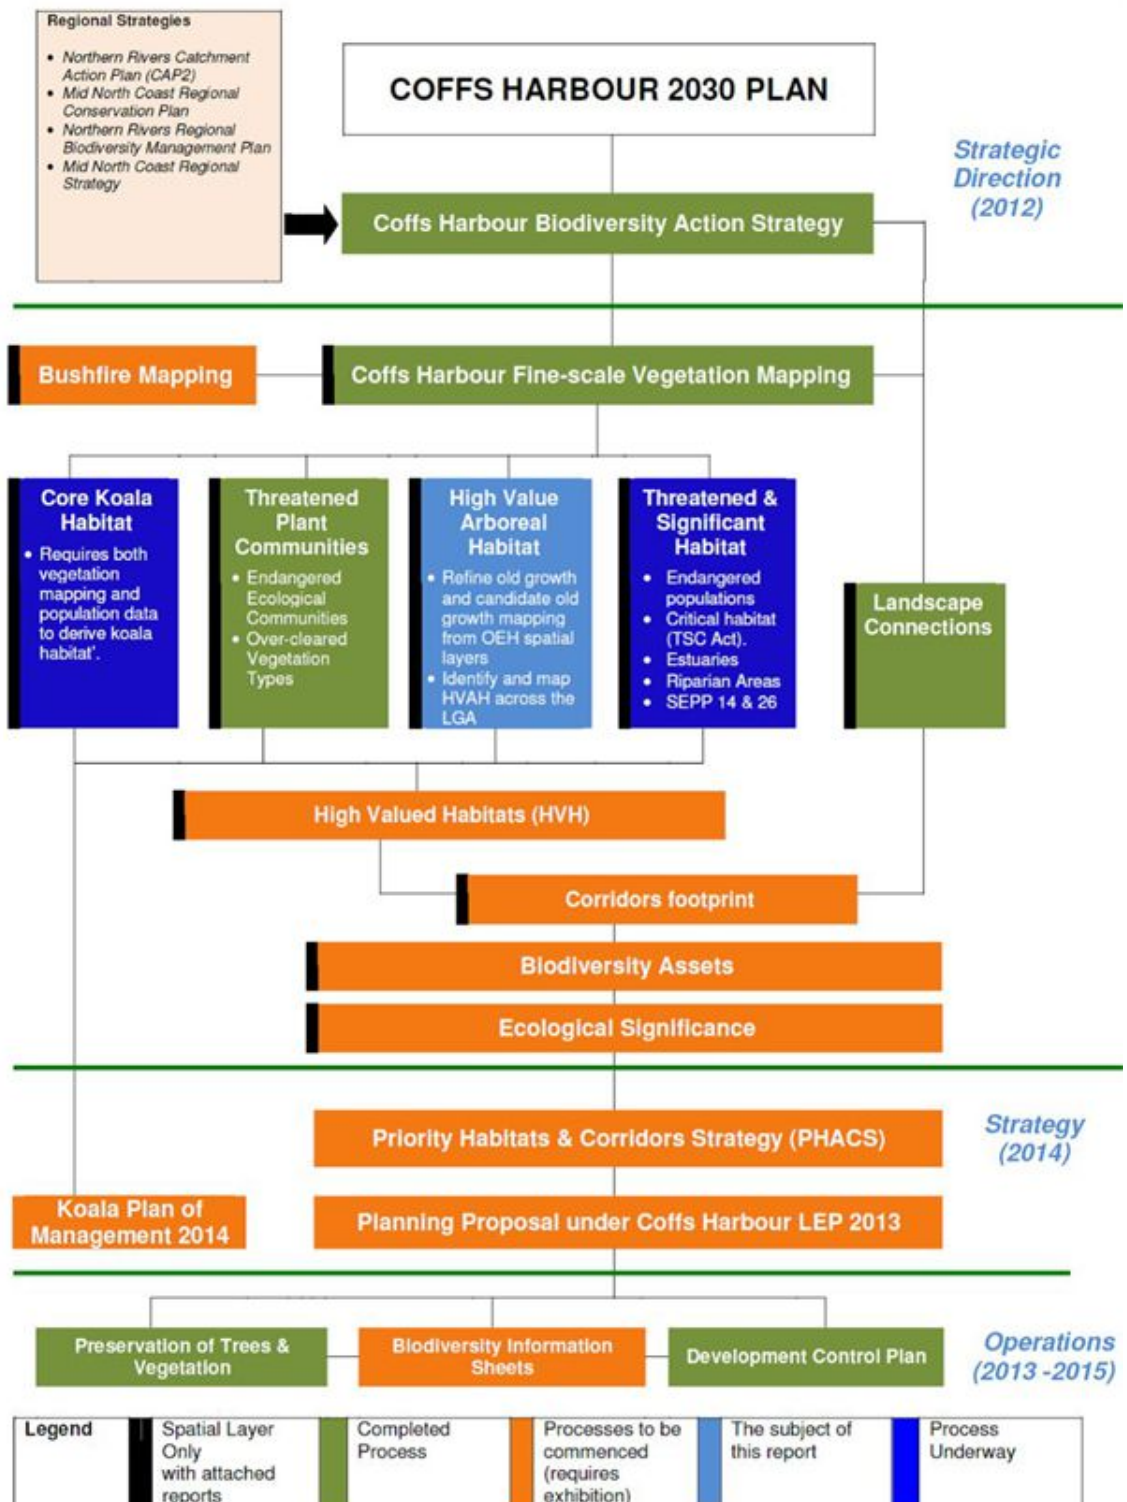 Regional Strategies
• Northern Rivers Catchment
Action Plan (CAP2)
• Mid North Coast Regional
Conservation Plan
• Northern Rivers Regional
Biodiversity Management Plan
• Mid North Coast Regional
Strategy
COFFS HARBOUR 2030 PLAN
Strategic
Direction
(2012)
Coffs Harbour Biodiversity Action Strategy
Bushfire Mapping
Coffs Harbour Fine-scale Vegetation Mapping
Core Koala
Habitat
• Requires both
vegetation
mapping and
population data
to derive koala
habitat'.
Threatened
Plant
Communities
• Endangered
Ecological
Communities
• Over-cleared
Vegetation
Types
High Value
Arboreal
Habitat
• Refine old growth
and candidate old
growth mapping
from OEH spatial
layers
• Identify and map
HVAH across the
LGA
Threatened &
Significant
Habitat
• Endangered
populations
• Critical habitat
(TSC Act).
• Estuaries
• Riparian Areas
• SEPP 14 & 26
Landscape
Connections
High Valued Habitats (HVH)
Corridors footprint
Biodiversity Assets
Ecological Significance
Priority Habitats & Corridors Strategy (PHACS)
Strategy
(2014)
Koala Plan of
Management 2014
Planning Proposal under Coffs Harbour LEP 2013
Preservation of Trees &
Vegetation
Biodiversity Information
Sheets
Development Control Plan
Operations
(2013 -2015)
Legend
Spatial Layer
Only
with attached
reports
Completed
Process
Processes to be
commenced
(requires
exhibition)
The subject of
this report
Process
Underway